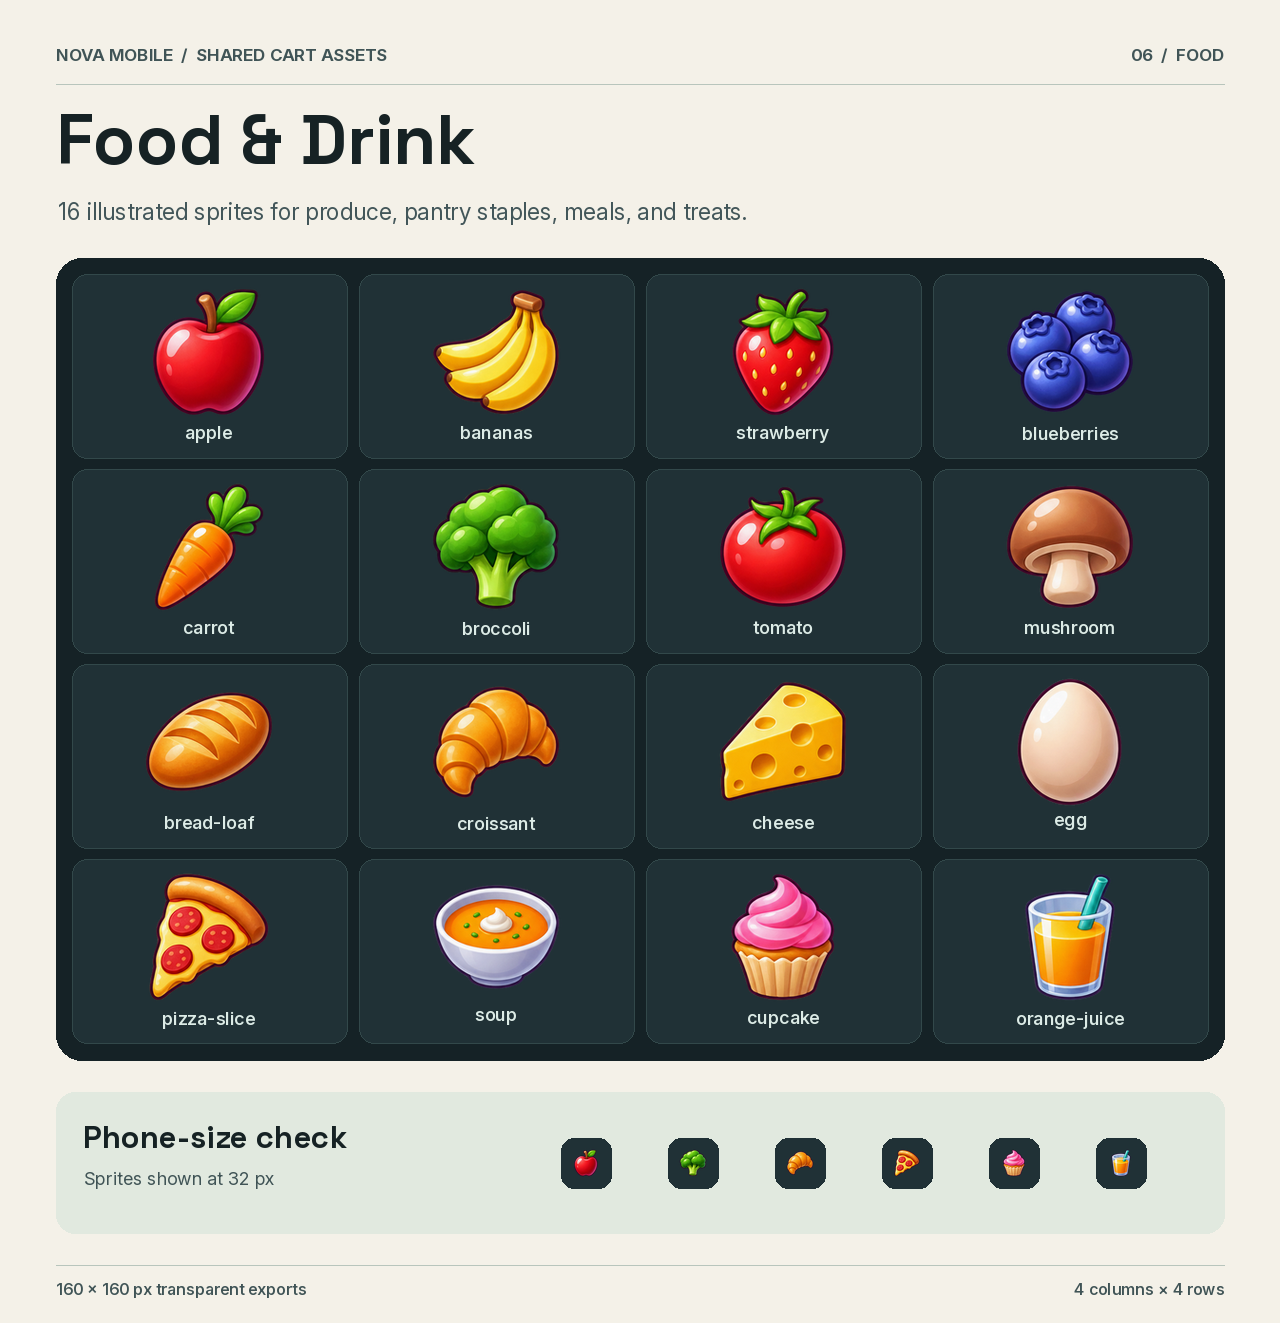 NOVA MOBILE / SHARED CART ASSETS
06 / FOOD
Food & Drink
16 illustrated sprites for produce, pantry staples, meals, and treats.
apple
bananas
strawberry
blueberries
carrot
broccoli
tomato
mushroom
bread-loaf
croissant
cheese
egg
pizza-slice
soup
cupcake
orange-juice
Phone-size check
Sprites shown at 32 px
160 × 160 px transparent exports
4 columns × 4 rows